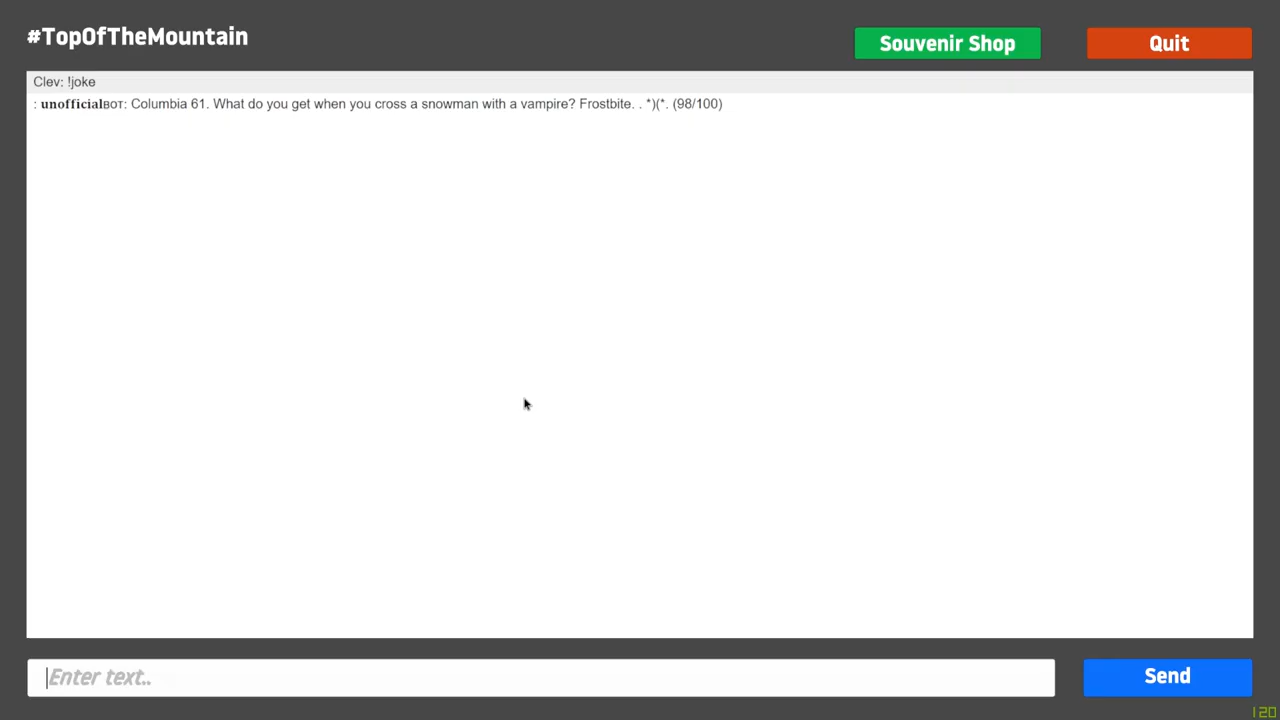 #TopOfTheMountain
Souvenir Shop
Quit
Clev: !joke
: unofficialBOT: Columbia 61. What do you get when you cross a snowman with a vampire? Frostbite. . *)(*. (98/100)
Enter text..
Send
120